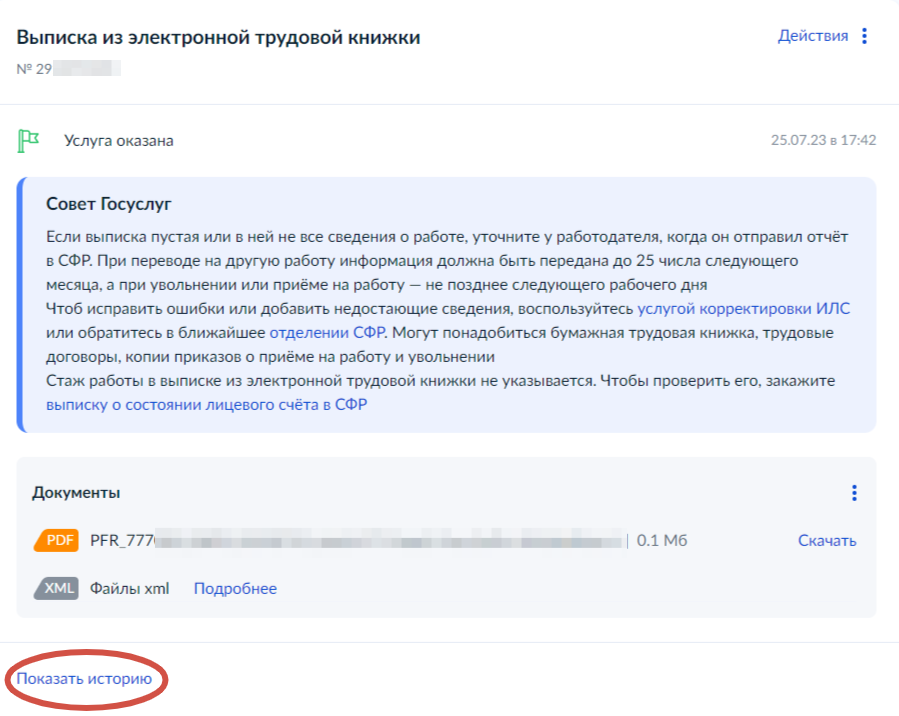 Выписка из электронной трудовой книжки
Действия
№ 29
Услуга оказана
25.07.23 в 17:42
Совет Госуслуг
Если выписка пустая или в ней не все сведения о работе, уточните у работодателя, когда он отправил отчёт
в СФР. При переводе на другую работу информация должна быть передана до 25 числа следующего
месяца, а при увольнении или приёме на работу — не позднее следующего рабочего дня
Чтоб исправить ошибки или добавить недостающие сведения, воспользуйтесь услугой корректировки ИЛС
или обратитесь в ближайшее отделении СФР. Могут понадобиться бумажная трудовая книжка, трудовые
договоры, копии приказов о приёме на работу и увольнении
Стаж работы в выписке из электронной трудовой книжки не указывается. Чтобы проверить его, закажите
выписку о состоянии лицевого счёта в СФР
Документы
PDF PFR_777 0.1 Мб Скачать
XML Файлы xml Подробнее
Показать историю